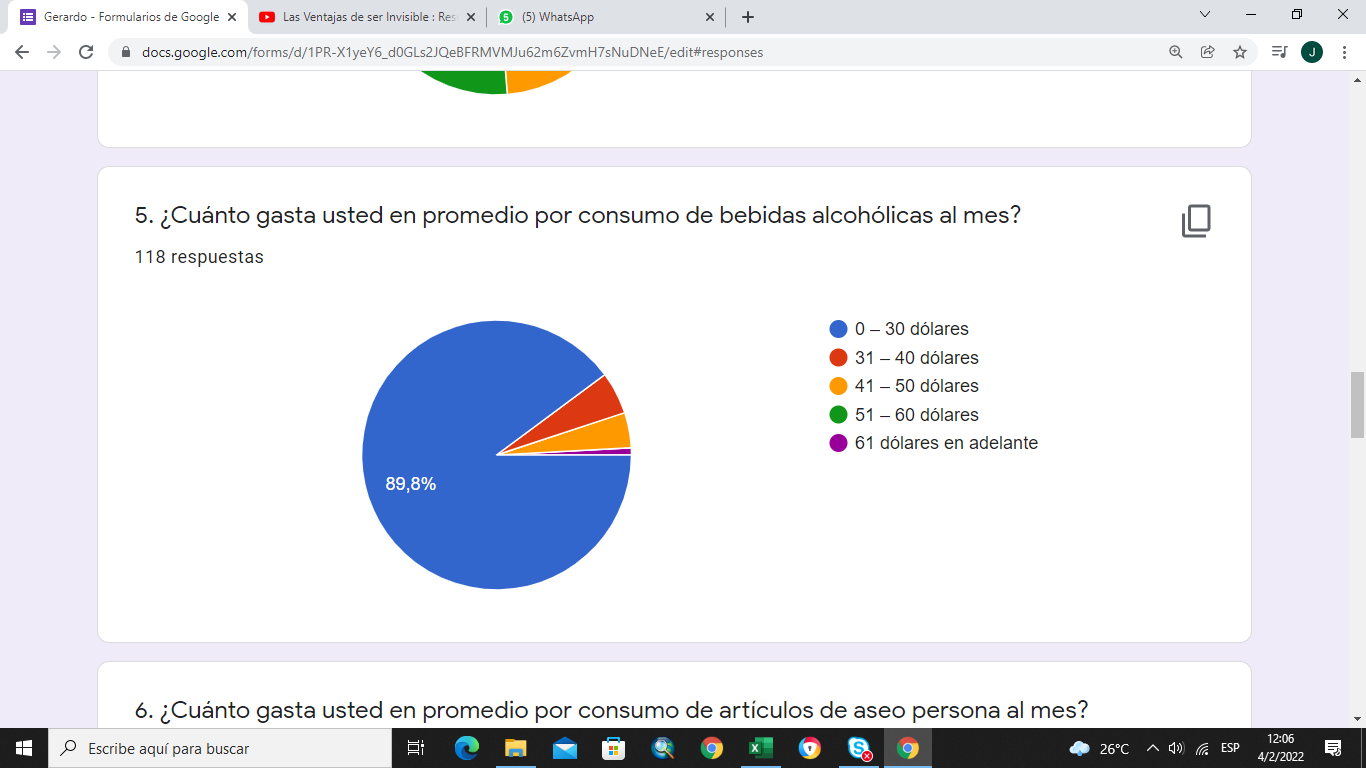 Gerardo - Formularios de Google
Las Ventajas de ser Invisible : Res
5
(5) WhatsApp
docs.google.com/forms/d/1PR-X1yeY6_d0GLs2JQeBFRMVMJu62m6ZvmH7sNuDNeE/edit#responses
J
5. ¿Cuánto gasta usted en promedio por consumo de bebidas alcohólicas al mes?
118 respuestas
89,8%
0 – 30 dólares
31 – 40 dólares
41 – 50 dólares
51 – 60 dólares
61 dólares en adelante
6. ¿Cuánto gasta usted en promedio por consumo de artículos de aseo persona al mes?
Escribe aquí para buscar
26°C
ESP
12:06
4/2/2022